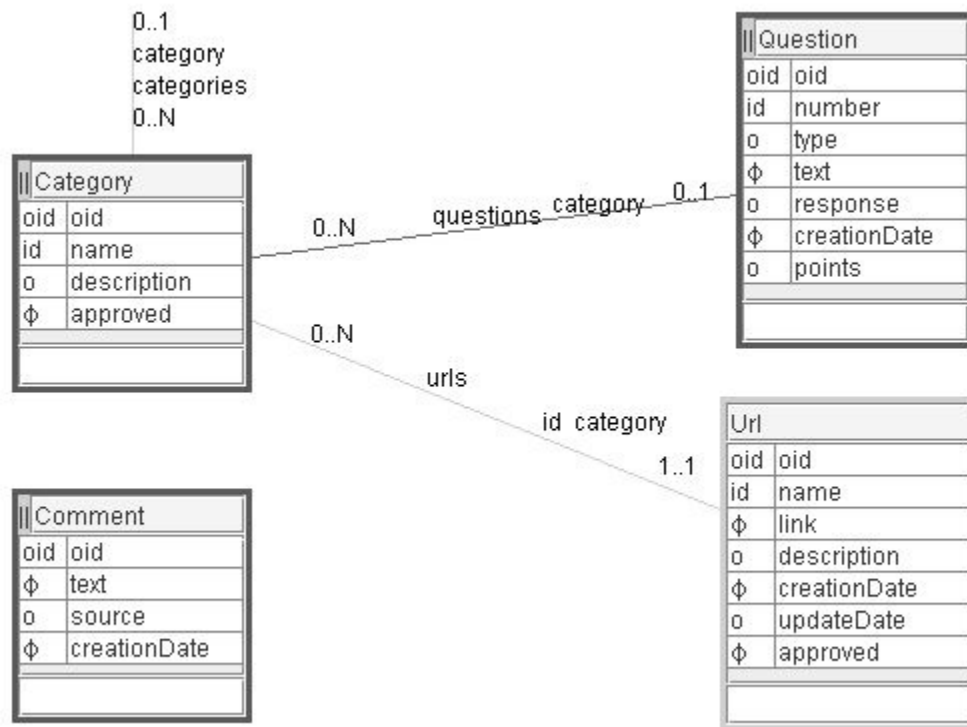 0..1
category
categories
0..N
Category
oid oid
id name
o description
ϕ approved
0..N questions category 0..1
Question
oid oid
id number
o type
ϕ text
o response
ϕ creationDate
o points
0..N
urls
id category
1..1
Comment
oid oid
ϕ text
o source
ϕ creationDate
Url
oid oid
id name
ϕ link
o description
ϕ creationDate
o updateDate
ϕ approved